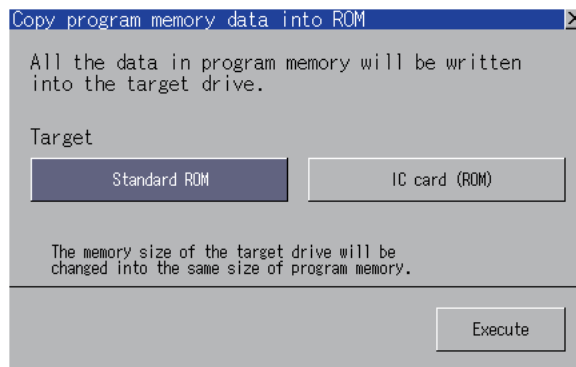 Copy program memory data into ROM
All the data in program memory will be written
into the target drive.
Target
Standard ROM
IC card (ROM)
The memory size of the target drive will be
changed into the same size of program memory.
Execute